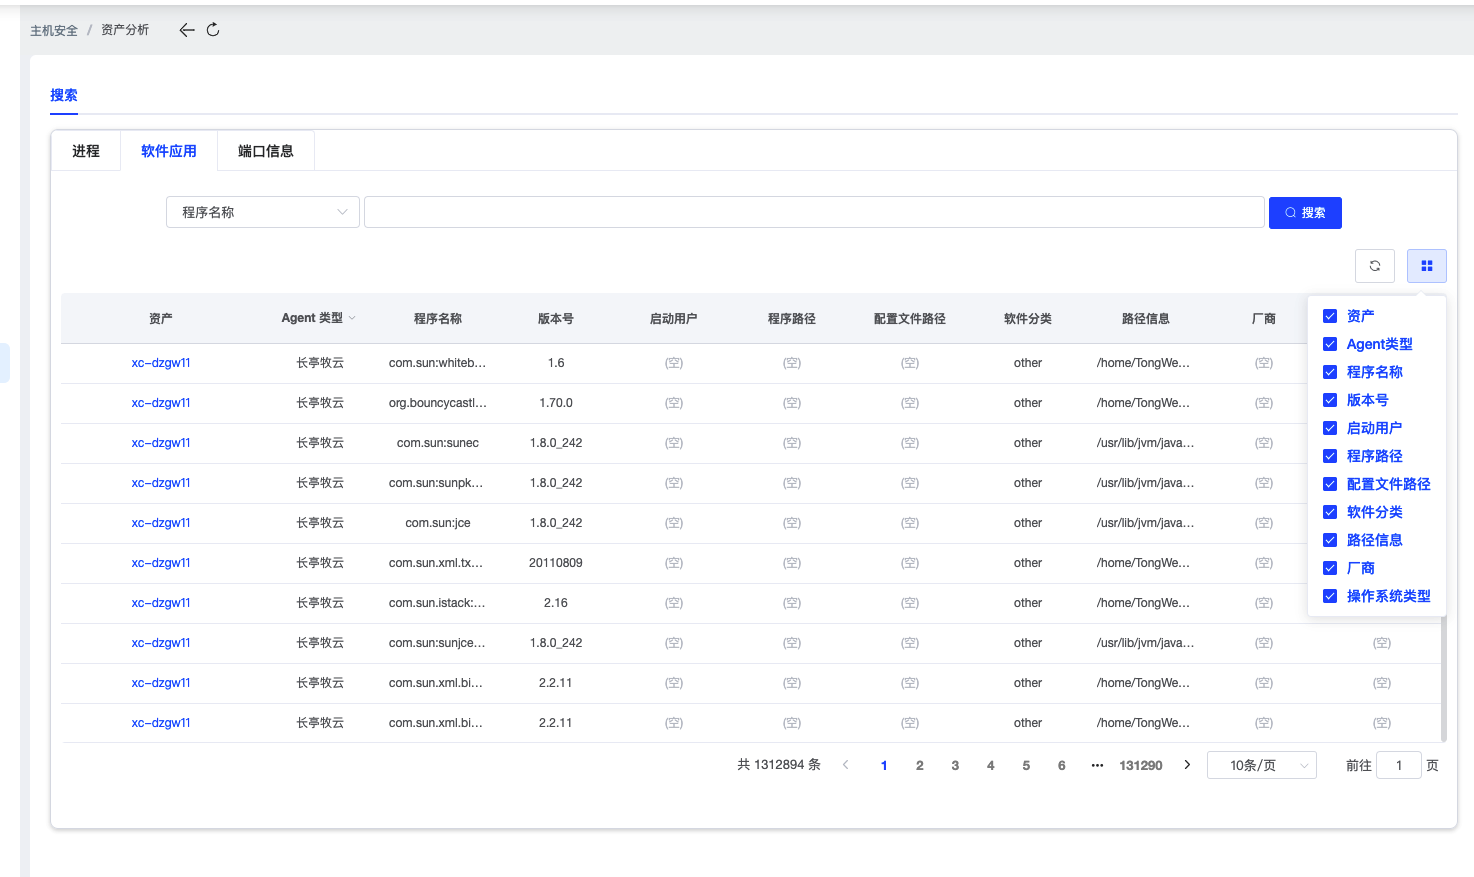 主机安全 / 资产分析
搜索
进程 软件应用 端口信息
程序名称 搜索
资产 Agent 类型 程序名称 版本号 启动用户 程序路径 配置文件路径 软件分类 路径信息 厂商
xc-dzgw11 长亭牧云 com.sun:whiteb... 1.6 (空) (空) (空) other /home/TongWe... (空)
xc-dzgw11 长亭牧云 org.bouncycastl... 1.70.0 (空) (空) (空) other /home/TongWe... (空)
xc-dzgw11 长亭牧云 com.sun:sunec 1.8.0_242 (空) (空) (空) other /usr/lib/jvm/java... (空)
xc-dzgw11 长亭牧云 com.sun:sunpk... 1.8.0_242 (空) (空) (空) other /usr/lib/jvm/java... (空)
xc-dzgw11 长亭牧云 com.sun:jce 1.8.0_242 (空) (空) (空) other /usr/lib/jvm/java... (空)
xc-dzgw11 长亭牧云 com.sun.xml.tx... 20110809 (空) (空) (空) other /home/TongWe... (空)
xc-dzgw11 长亭牧云 com.sun.istack:... 2.16 (空) (空) (空) other /home/TongWe... (空)
xc-dzgw11 长亭牧云 com.sun:sunjce... 1.8.0_242 (空) (空) (空) other /usr/lib/jvm/java... (空) (空)
xc-dzgw11 长亭牧云 com.sun.xml.bi... 2.2.11 (空) (空) (空) other /home/TongWe... (空) (空)
xc-dzgw11 长亭牧云 com.sun.xml.bi... 2.2.11 (空) (空) (空) other /home/TongWe... (空) (空)
资产
Agent类型
程序名称
版本号
启动用户
程序路径
配置文件路径
软件分类
路径信息
厂商
操作系统类型
共 1312894 条 1 2 3 4 5 6 ... 131290 10条/页 前往 1 页